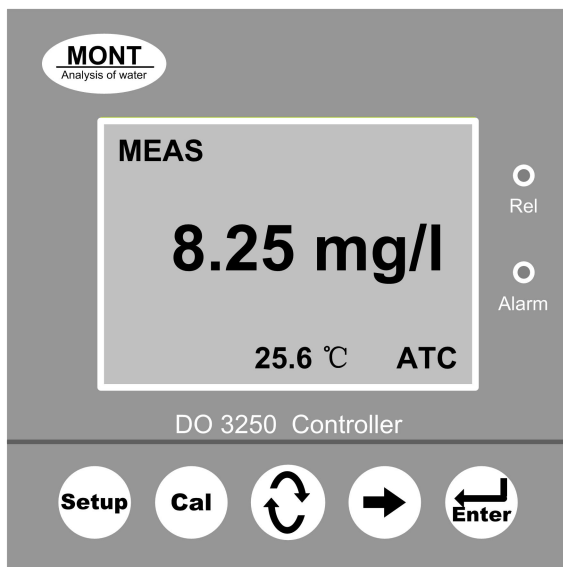 MONT
Analysis of water
MEAS
Rel
8.25 mg/l
Alarm
25.6 ℃ ATC
DO 3250 Controller
Setup Cal Enter